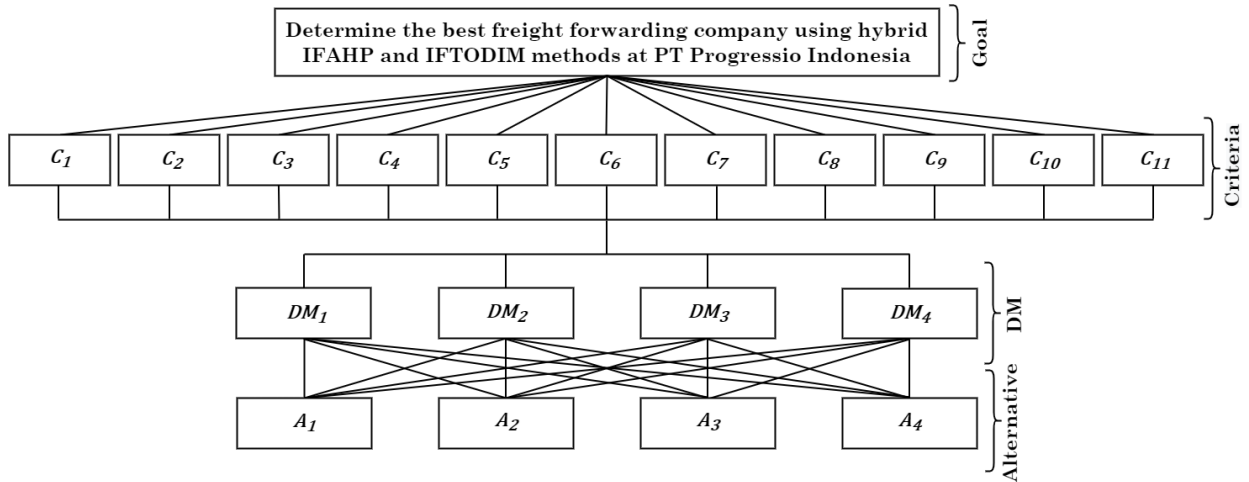 Determine the best freight forwarding company using hybrid
IFAHP and IFTODIM methods at PT Progressio Indonesia
Goal
C1 C2 C3 C4 C5 C6 C7 C8 C9 C10 C11
Criteria
DM1 DM2 DM3 DM4
DM
A1 A2 A3 A4
Alternative